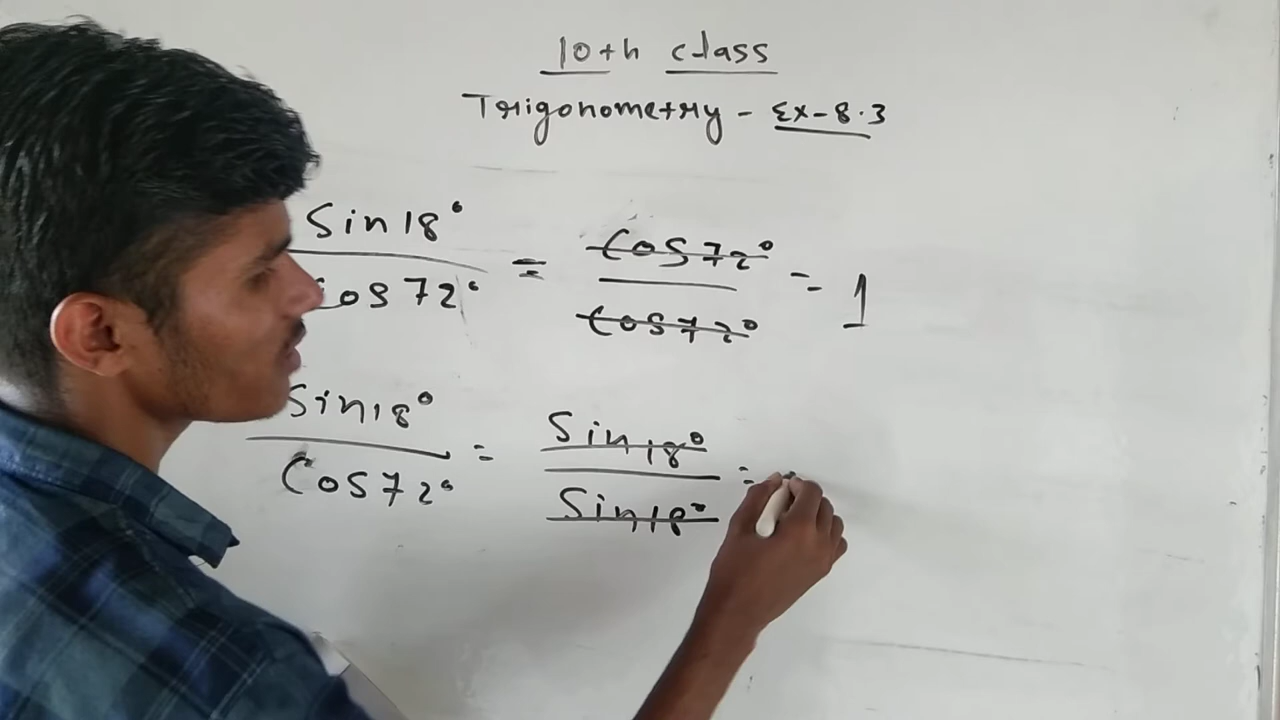 10th class
Trigonometry - Ex-8.3
Sin18°
cos72°
= cos72°
cos72°
= 1
Sin18°
Cos72°
= Sin18°
Sin18°
=